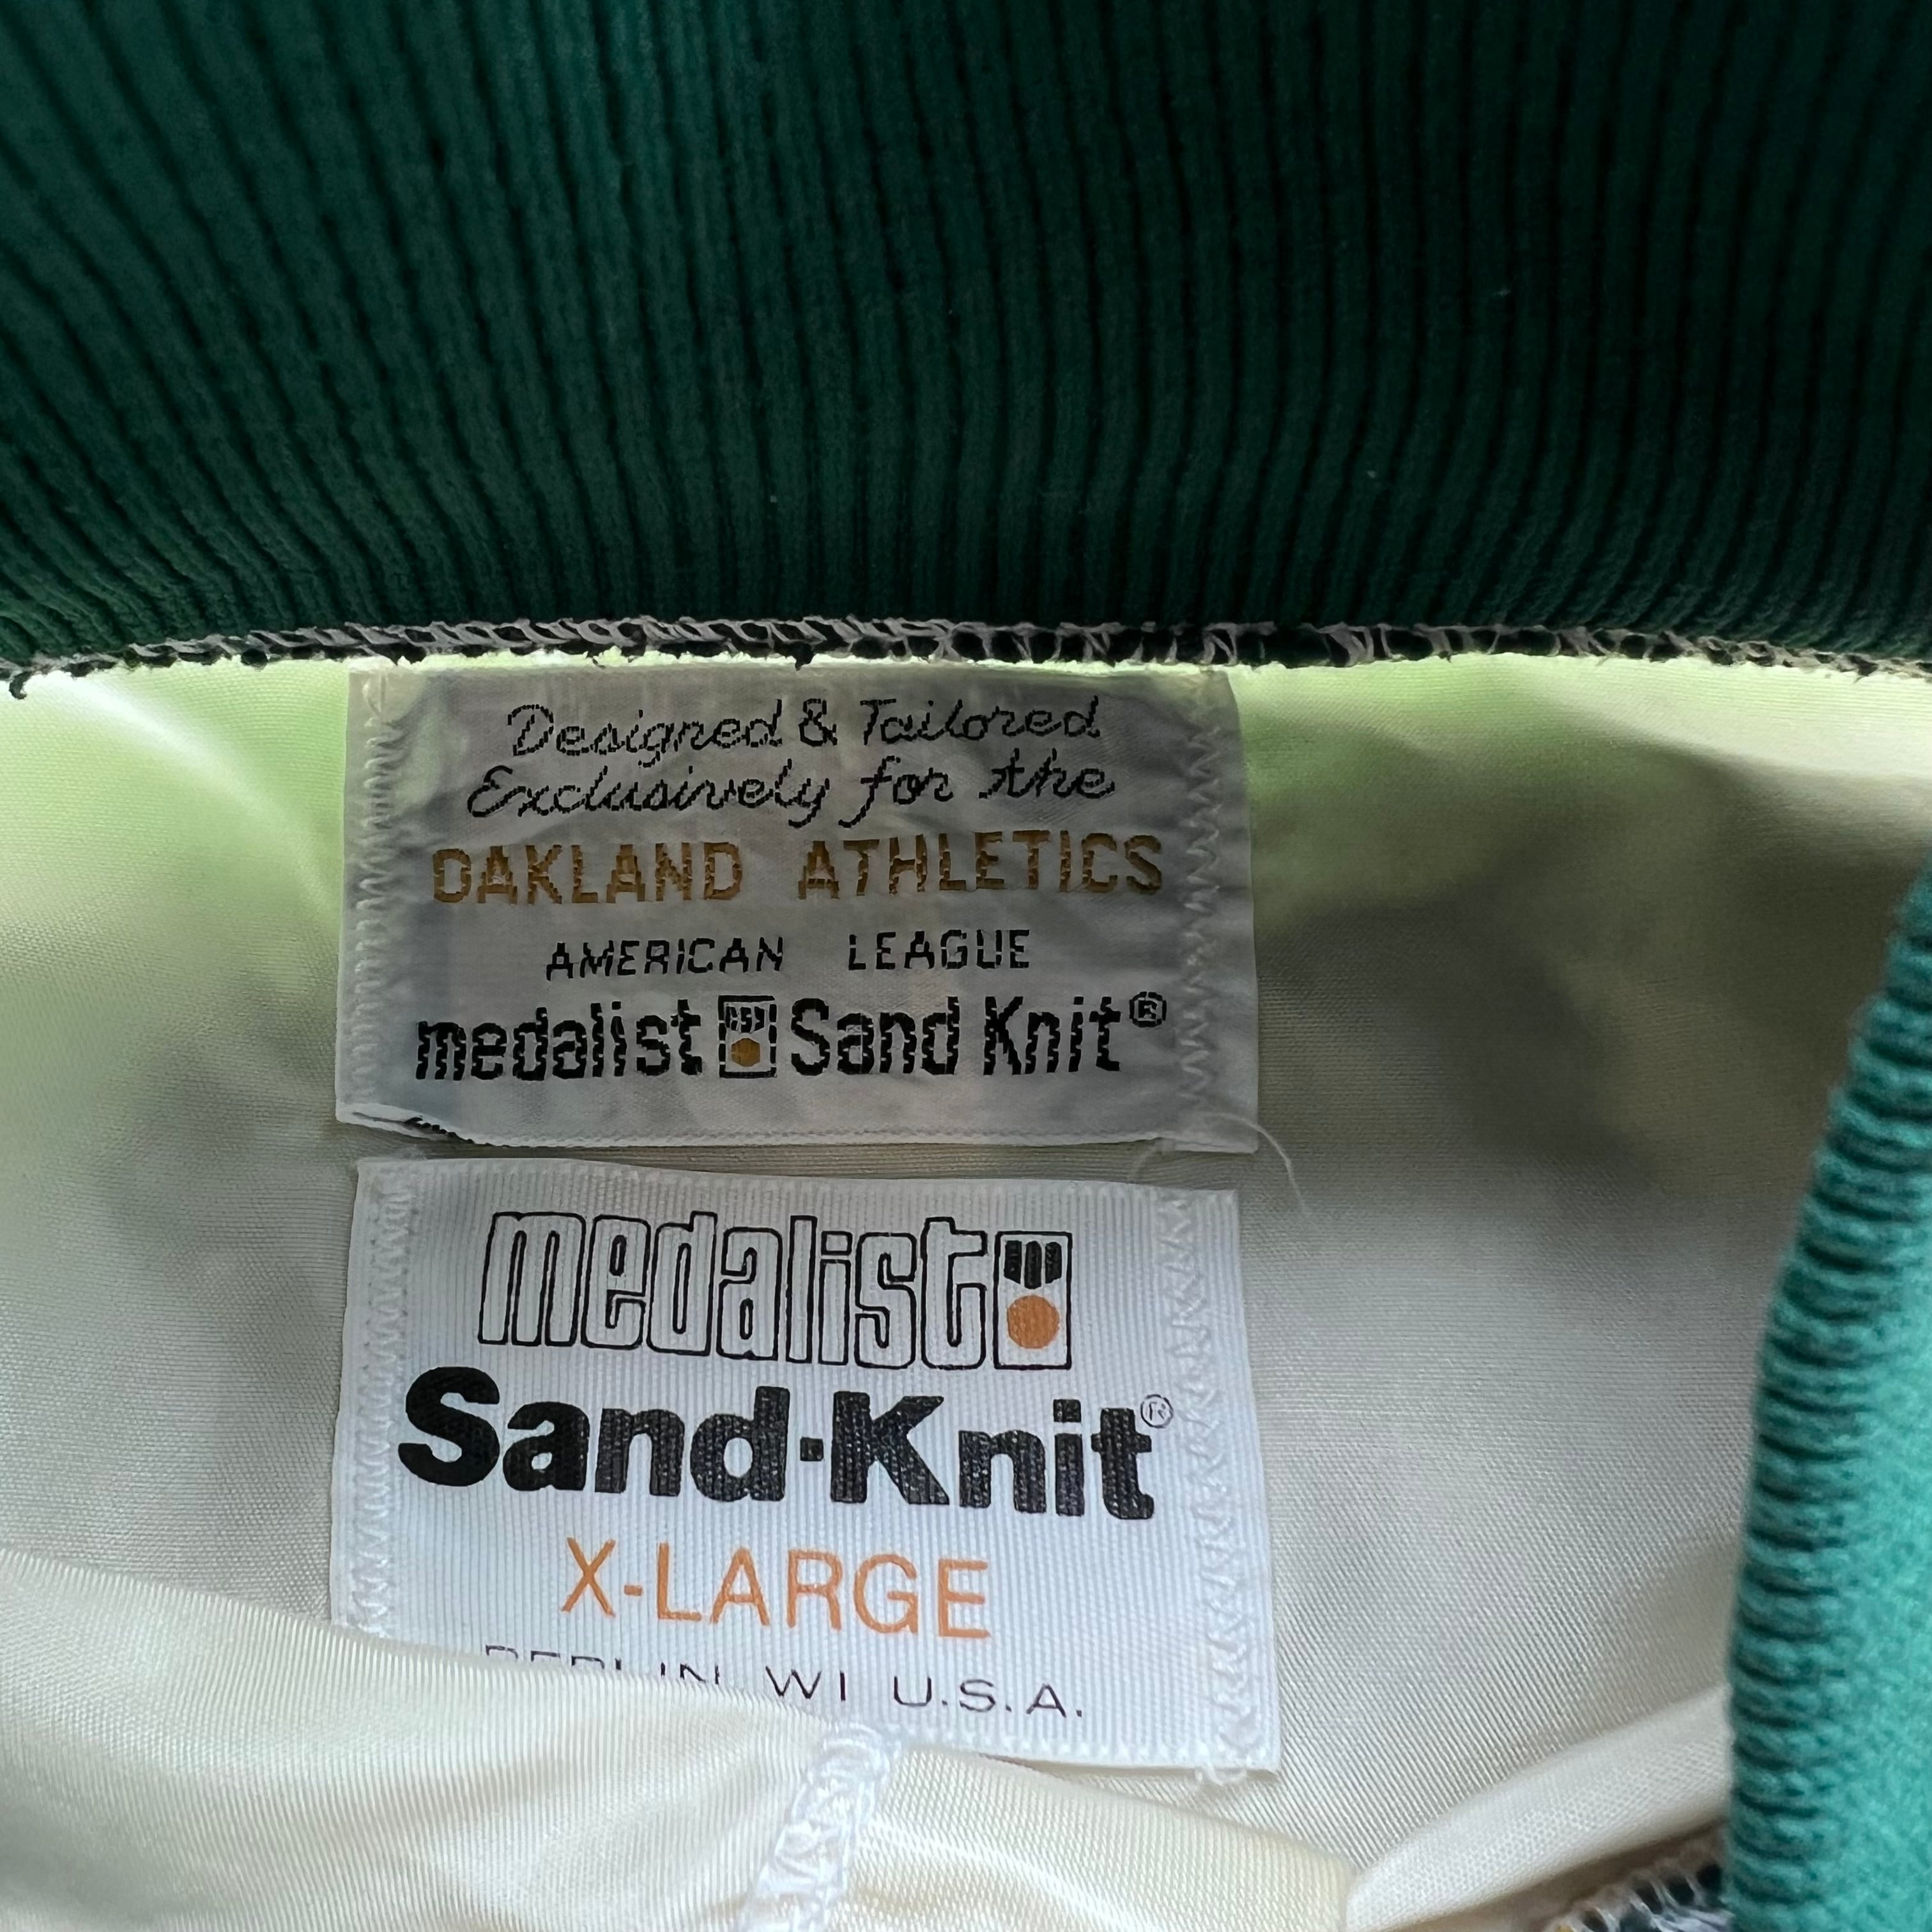 Designed & Tailored
Exclusively for the
OAKLAND ATHLETICS
AMERICAN LEAGUE
medalist Sand Knit®
medalist
Sand·Knit®
X-LARGE
BERLIN WI U.S.A.